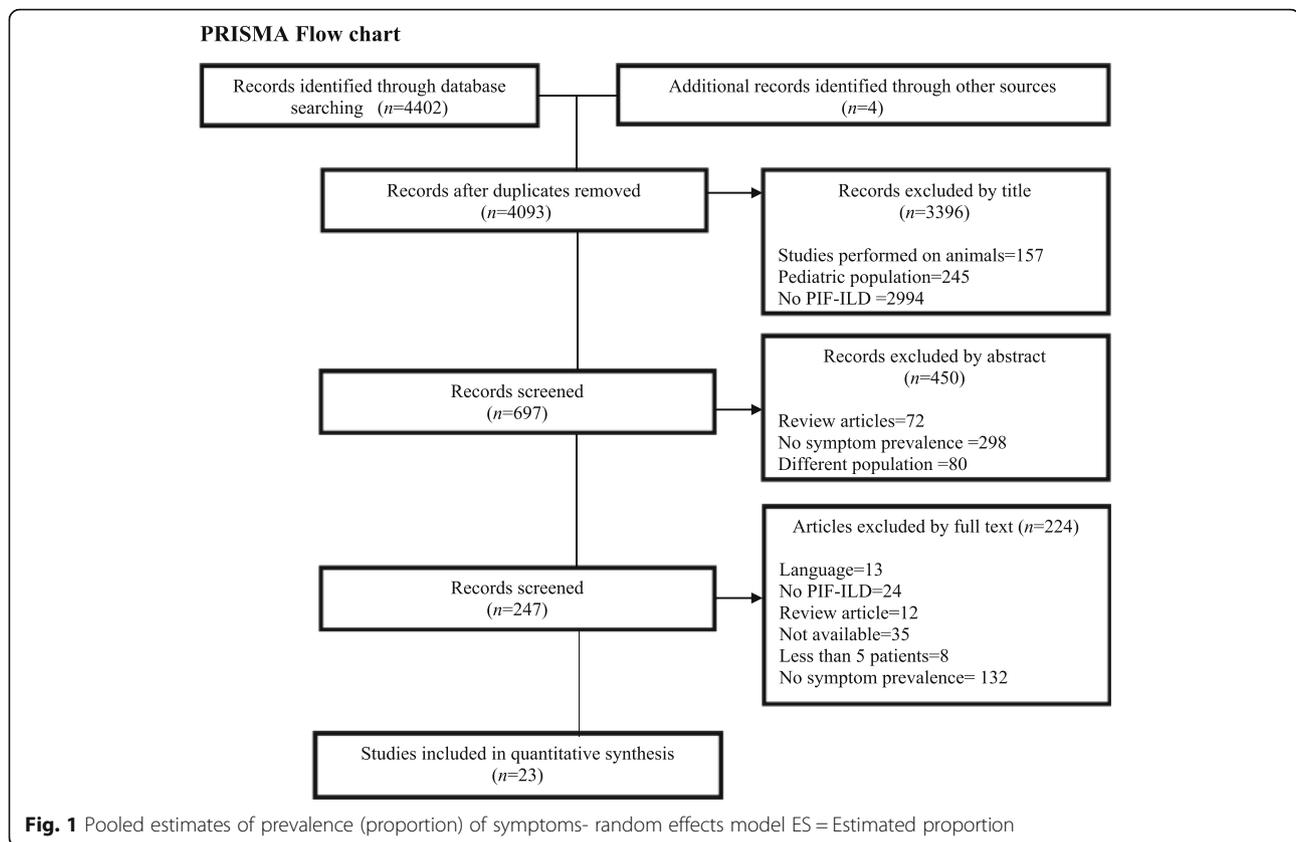 PRISMA Flow chart
Records identified through database
searching (n=4402)
Additional records identified through other sources
(n=4)
Records after duplicates removed
(n=4093)
Records excluded by title
(n=3396)
Studies performed on animals=157
Pediatric population=245
No PIF-ILD =2994
Records screened
(n=697)
Records excluded by abstract
(n=450)
Review articles=72
No symptom prevalence =298
Different population =80
Records screened
(n=247)
Articles excluded by full text (n=224)
Language=13
No PIF-ILD=24
Review article=12
Not available=35
Less than 5 patients=8
No symptom prevalence= 132
Studies included in quantitative synthesis
(n=23)
Fig. 1 Pooled estimates of prevalence (proportion) of symptoms- random effects model ES = Estimated proportion